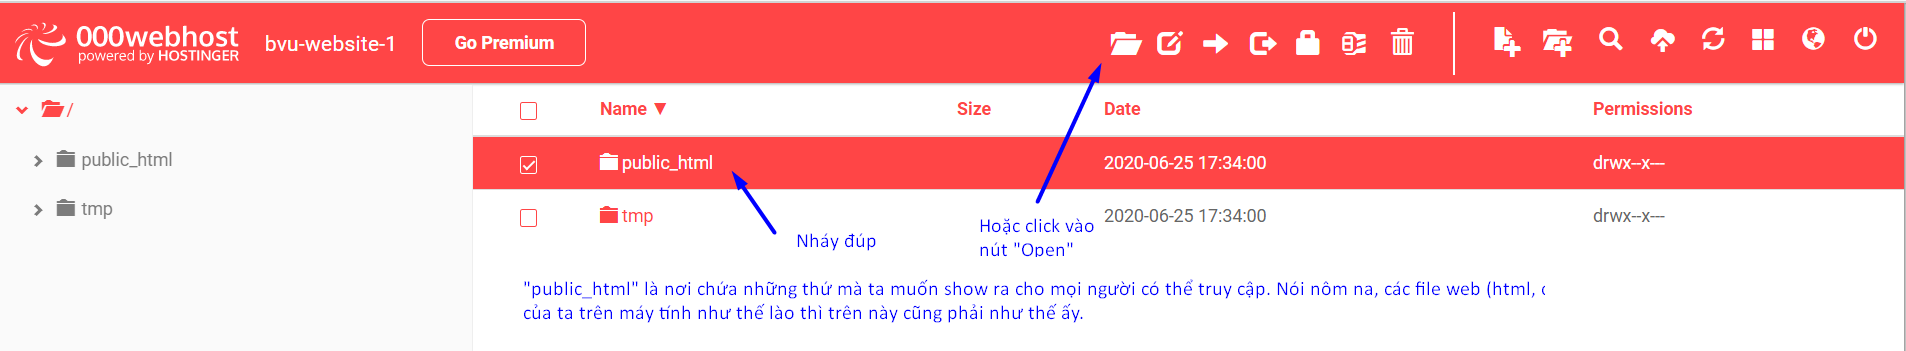 000webhost
powered by HOSTINGER
bvu-website-1
Go Premium
/
public_html
tmp
Name ▼ Size Date Permissions
public_html 2020-06-25 17:34:00 drwx--x---
tmp 2020-06-25 17:34:00 drwx--x---
Nháy đúp
Hoặc click vào
nút "Open"
"public_html" là nơi chứa những thứ mà ta muốn show ra cho mọi người có thể truy cập. Nói nôm na, các file web (html,
của ta trên máy tính như thế lào thì trên này cũng phải như thế ấy.